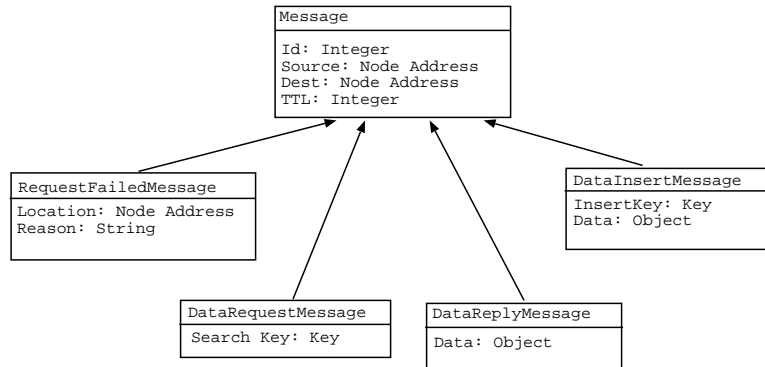 Message
Id: Integer
Source: Node Address
Dest: Node Address
TTL: Integer
RequestFailedMessage
Location: Node Address
Reason: String
DataInsertMessage
InsertKey: Key
Data: Object
DataRequestMessage
Search Key: Key
DataReplyMessage
Data: Object